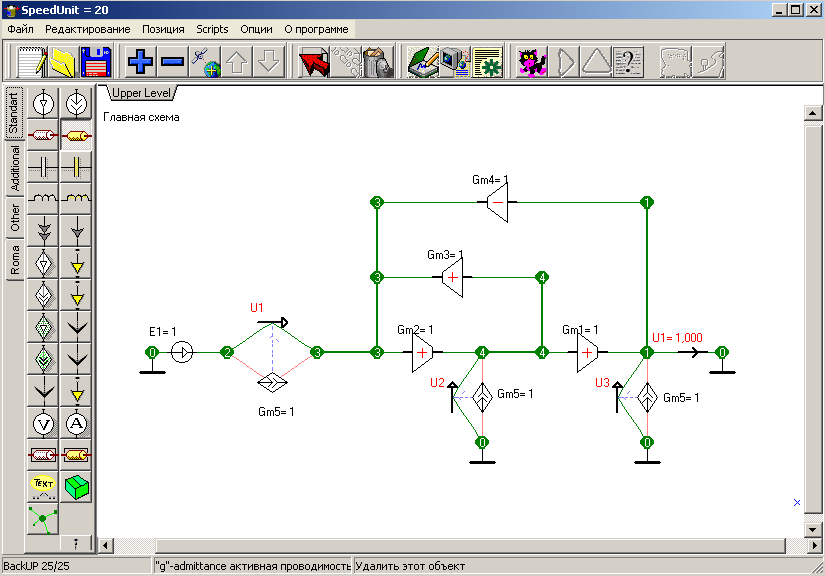 SpeedUnit = 20
Файл Редактирование Позиция Scripts Опции О программе
Standart
Additional
Other
Roma
Upper Level
Главная схема
Gm4= 1
3
1
Gm3= 1
3
4
U1
E1= 1
Gm2= 1
Gm1= 1
U1= 1,000
0
2
3
3
4
4
1
0
Gm5= 1
U2
Gm5= 1
U3
Gm5= 1
0
0
V
A
TEXT
BackUP 25/25
"g"-admittance активная проводимость
Удалить этот объект